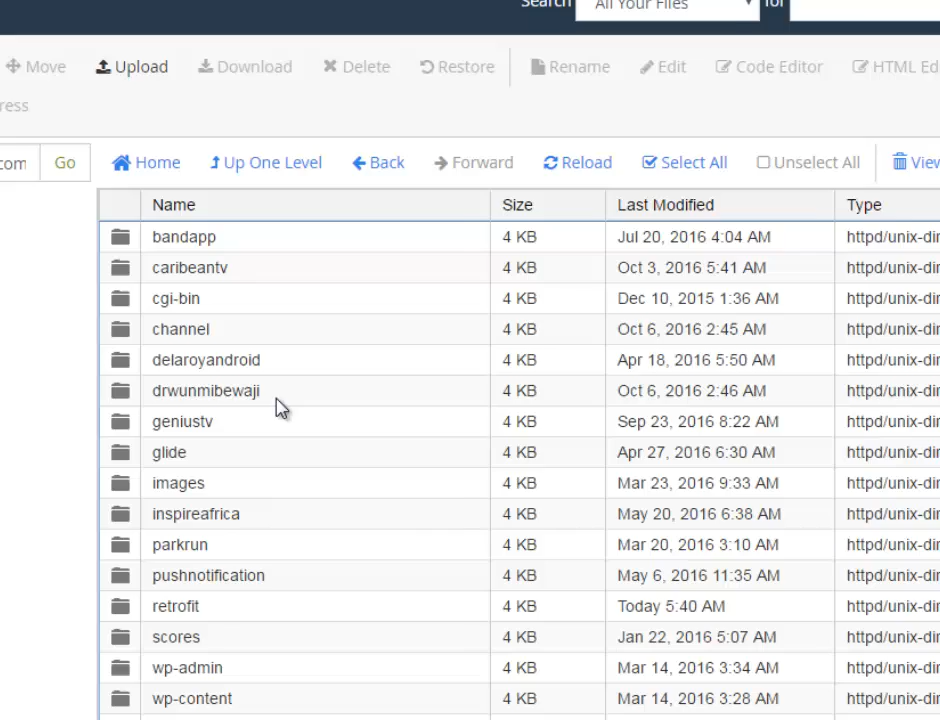 Search All Your Files for
Move Upload Download Delete Restore Rename Edit Code Editor HTML Ed
ress
com Go Home Up One Level Back Forward Reload Select All Unselect All View
Name Size Last Modified Type
bandapp 4 KB Jul 20, 2016 4:04 AM httpd/unix-dir
caribeantv 4 KB Oct 3, 2016 5:41 AM httpd/unix-dir
cgi-bin 4 KB Dec 10, 2015 1:36 AM httpd/unix-dir
channel 4 KB Oct 6, 2016 2:45 AM httpd/unix-dir
delaroyandroid 4 KB Apr 18, 2016 5:50 AM httpd/unix-dir
drwunmibewaji 4 KB Oct 6, 2016 2:46 AM httpd/unix-dir
geniustv 4 KB Sep 23, 2016 8:22 AM httpd/unix-dir
glide 4 KB Apr 27, 2016 6:30 AM httpd/unix-dir
images 4 KB Mar 23, 2016 9:33 AM httpd/unix-dir
inspireafrica 4 KB May 20, 2016 6:38 AM httpd/unix-dir
parkrun 4 KB Mar 20, 2016 3:10 AM httpd/unix-dir
pushnotification 4 KB May 6, 2016 11:35 AM httpd/unix-dir
retrofit 4 KB Today 5:40 AM httpd/unix-dir
scores 4 KB Jan 22, 2016 5:07 AM httpd/unix-dir
wp-admin 4 KB Mar 14, 2016 3:34 AM httpd/unix-dir
wp-content 4 KB Mar 14, 2016 3:28 AM httpd/unix-dir